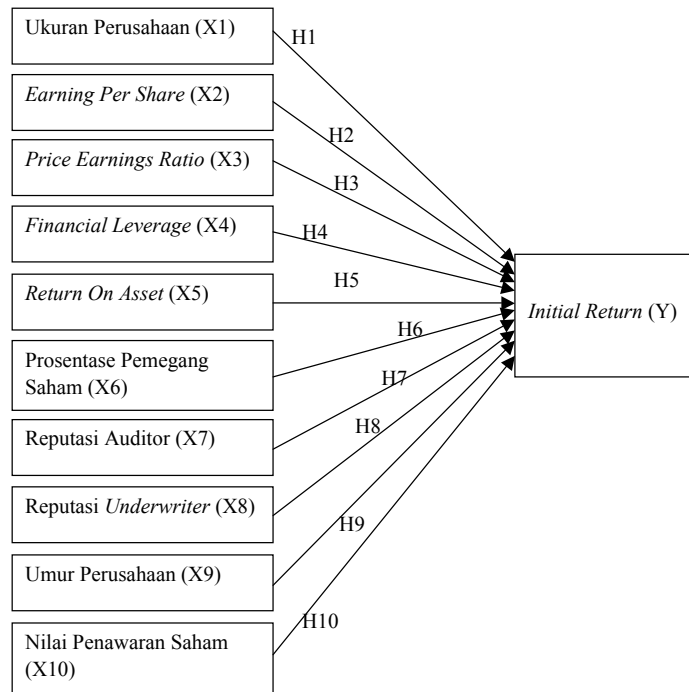 Ukuran Perusahaan (X1)
H1
Earning Per Share (X2)
H2
Price Earnings Ratio (X3)
H3
Financial Leverage (X4)
H4
Return On Asset (X5)
H5
Initial Return (Y)
Prosentase Pemegang
Saham (X6)
H6
H7
Reputasi Auditor (X7)
H8
Reputasi Underwriter (X8)
H9
Umur Perusahaan (X9)
H10
Nilai Penawaran Saham
(X10)